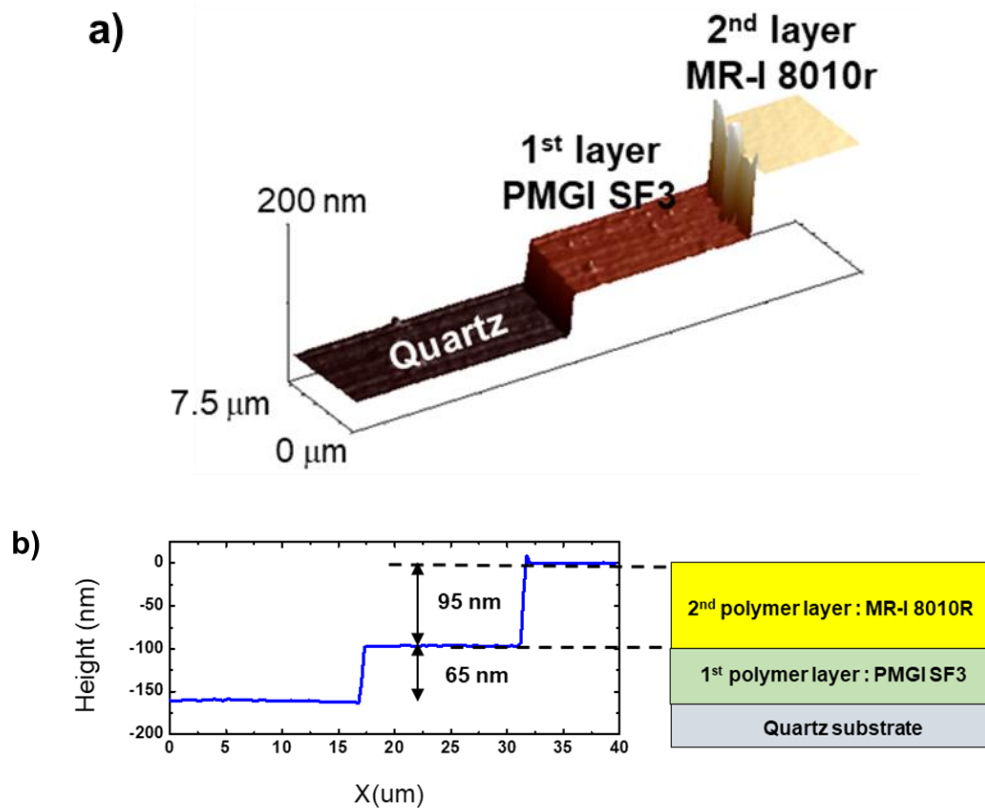 a)
2nd layer
MR-I 8010r
1st layer
PMGI SF3
200 nm
Quartz
7.5 μm
0 μm
b)
Height (nm)
0
-50
-100
-150
-200
95 nm
65 nm
0 5 10 15 20 25 30 35 40
X(um)
2nd polymer layer : MR-I 8010R
1st polymer layer : PMGI SF3
Quartz substrate